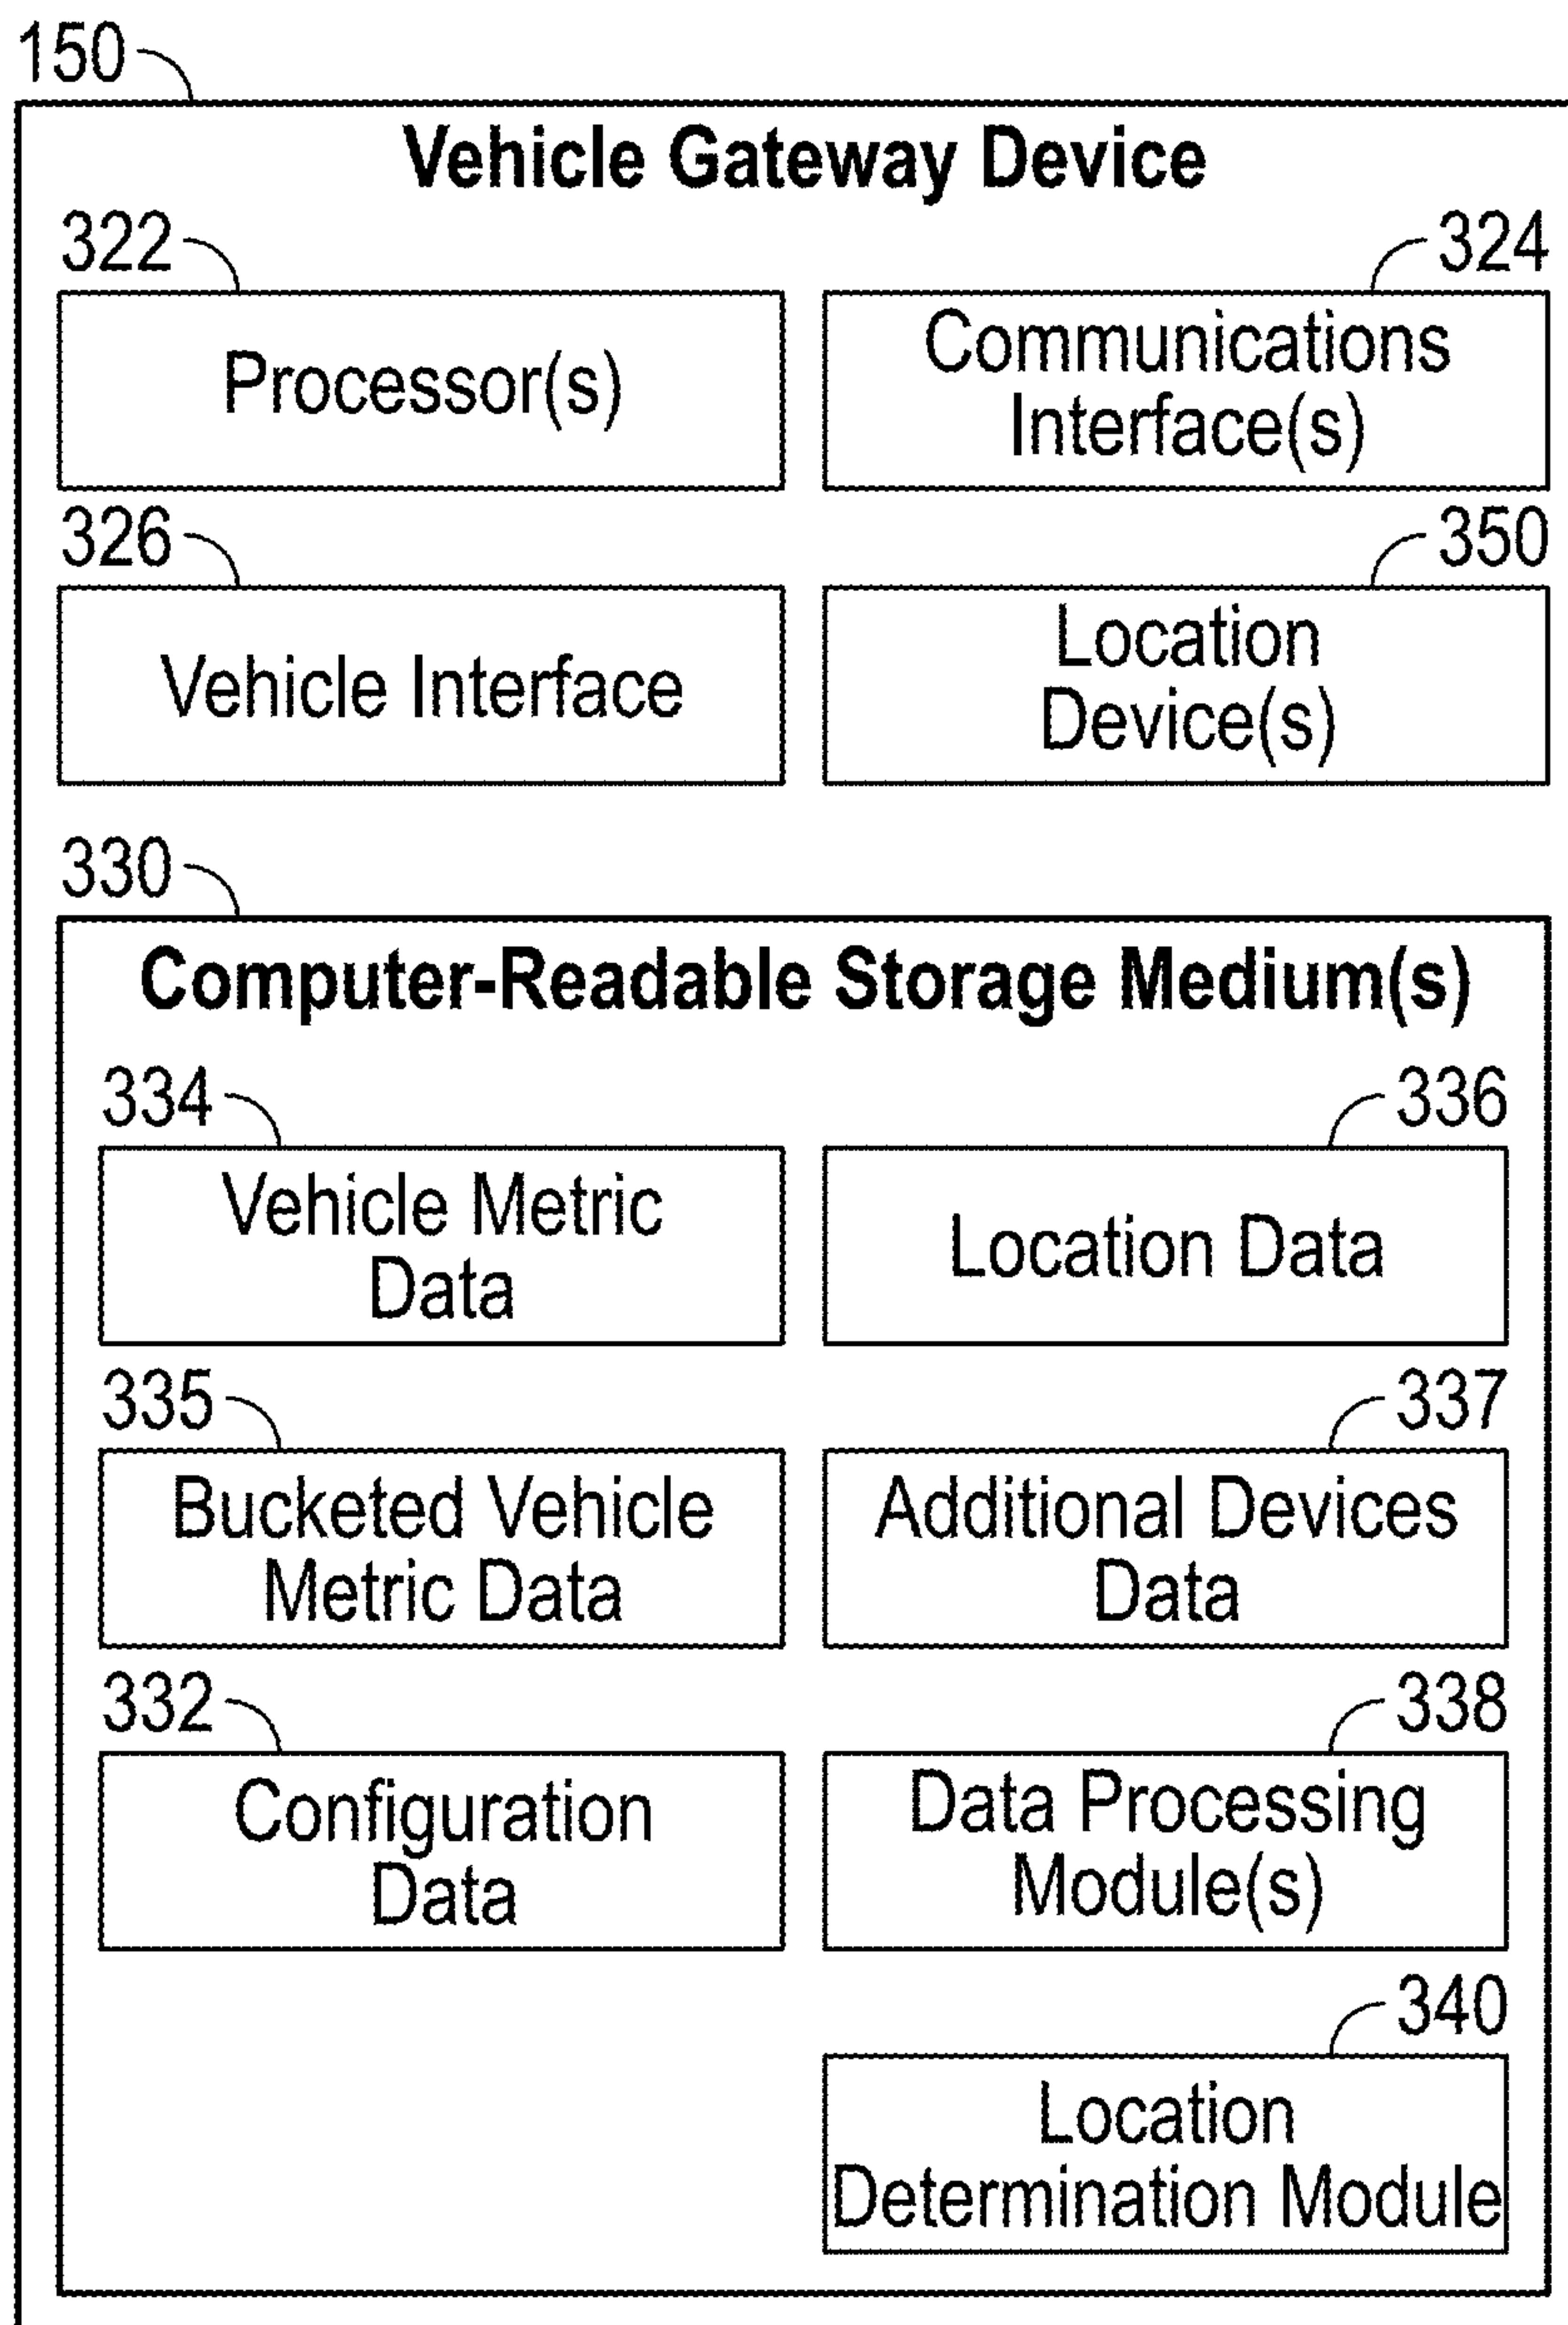 150
Vehicle Gateway Device
322
324
Processor(s)
Communications
Interface(s)
326
350
Vehicle Interface
Location
Device(s)
330
Computer-Readable Storage Medium(s)
334
336
Vehicle Metric
Data
Location Data
335
337
Bucketed Vehicle
Metric Data
Additional Devices
Data
332
338
Configuration
Data
Data Processing
Module(s)
340
Location
Determination Module